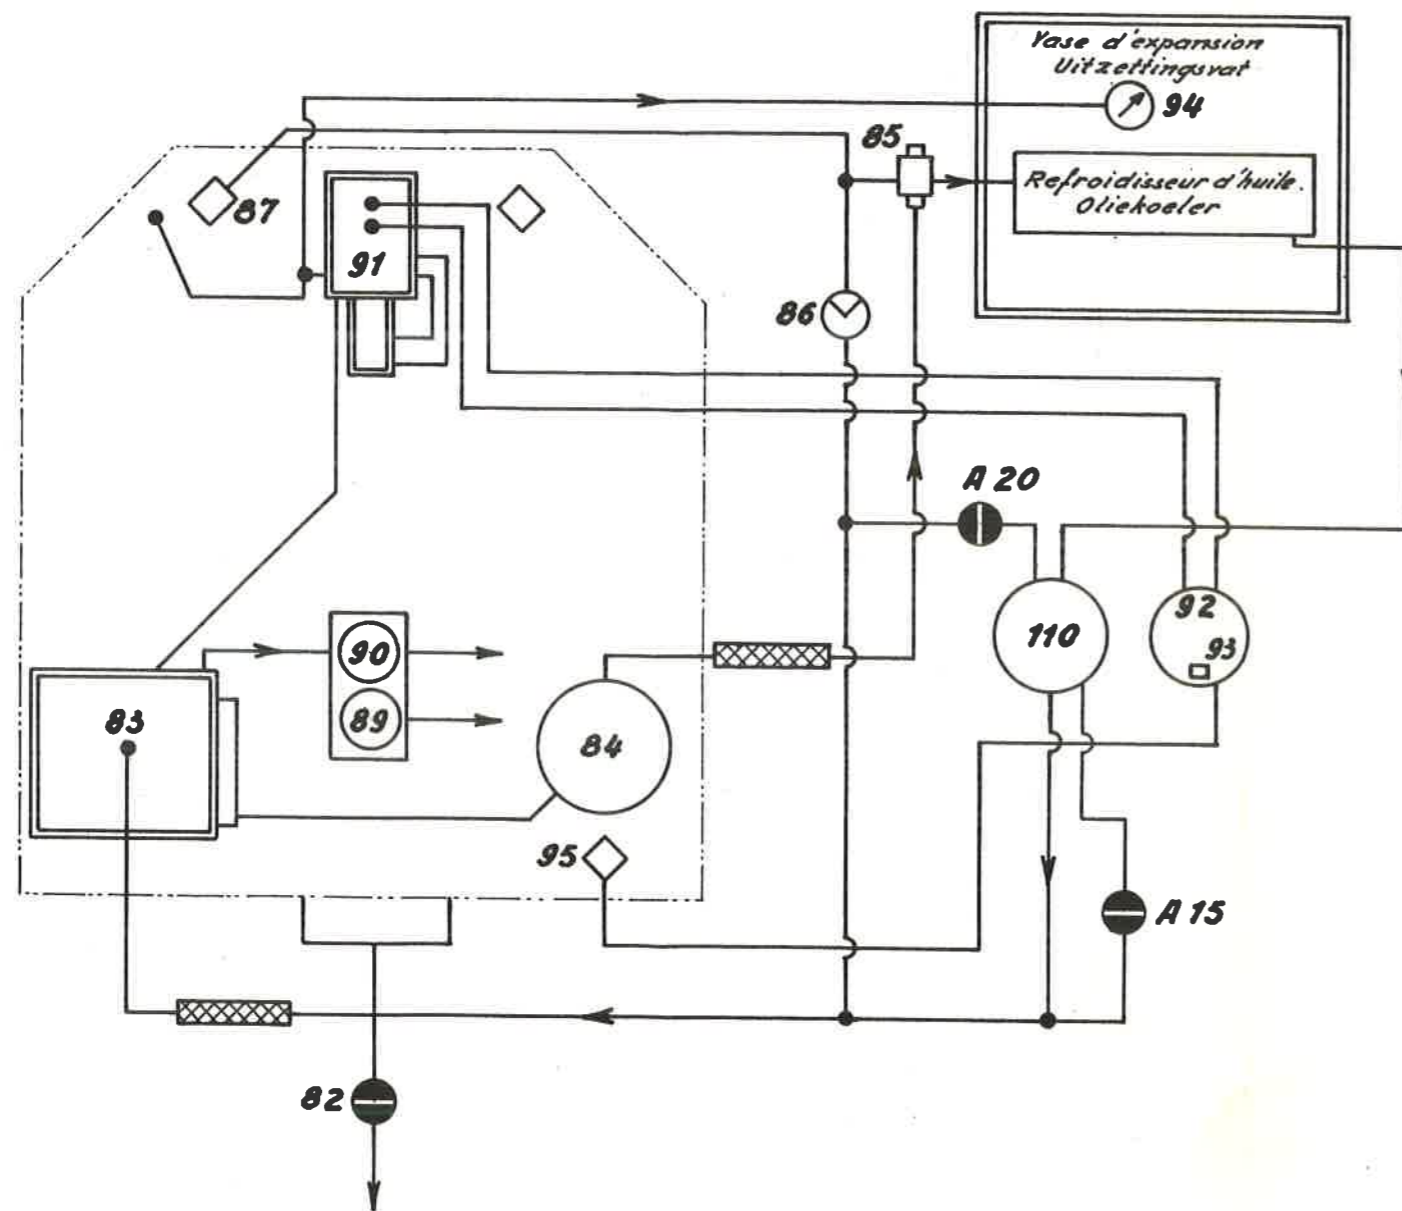 Vase d'expansion
Uitzettingsvat
94
85
Refroidisseur d'huile.
Oliekoeler
87
91
86
A 20
92
93
110
90
89
83
84
95
A 15
82